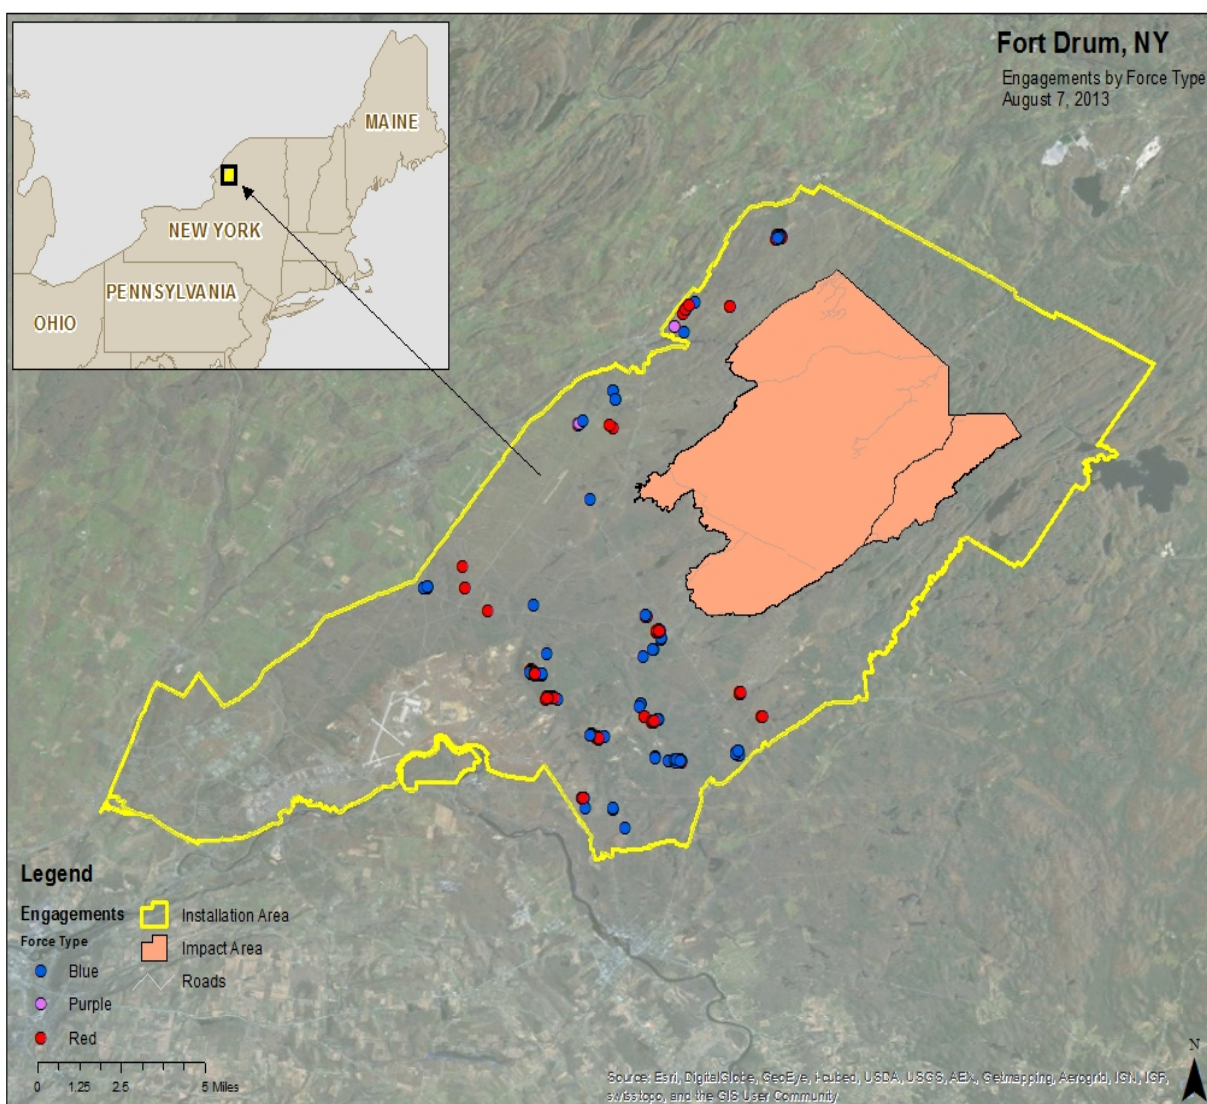 Fort Drum, NY
Engagements by Force Type
August 7, 2013
MAINE
NEW YORK
PENNSYLVANIA
OHIO
Legend
Engagements
Force Type
Blue
Purple
Red
Installation Area
Impact Area
Roads
0 1.25 2.5 5 Miles
N
Source: Esri, DigitalGlobe, GeoEye, i-cubed, USDA, USGS, AEX, Getmapping, Aerogrid, IGN, IGP,
swisstopo, and the GIS User Community